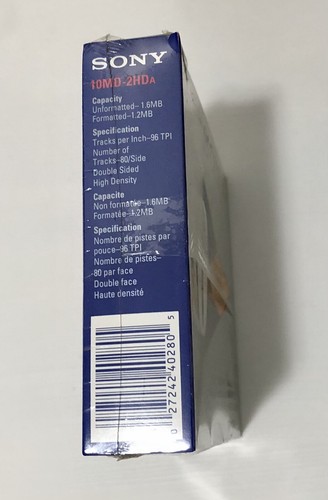 SONY
10MD-2HDA
Capacity
Unformatted–1.6MB
Formatted–1.2MB
Specification
Tracks per Inch–96 TPI
Number of
Tracks–80/Side
Double Sided
High Density
Capacite
Non formatée–1.6MB
Formatée–1.2MB
Specification
Nombre de pistes par
pouce–96 TPI
Nombre de pistes–
80 par face
Double face
Haute densité
0 27242 40280 5